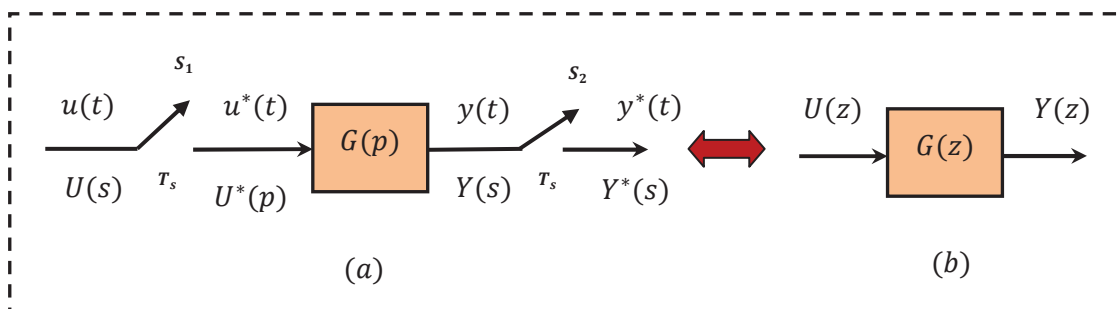 s₁ s₂
u(t) u*(t) y(t) y*(t) U(z) Y(z)
G(p) G(z)
U(s) Tₛ U*(p) Y(s) Tₛ Y*(s)
(a) (b)